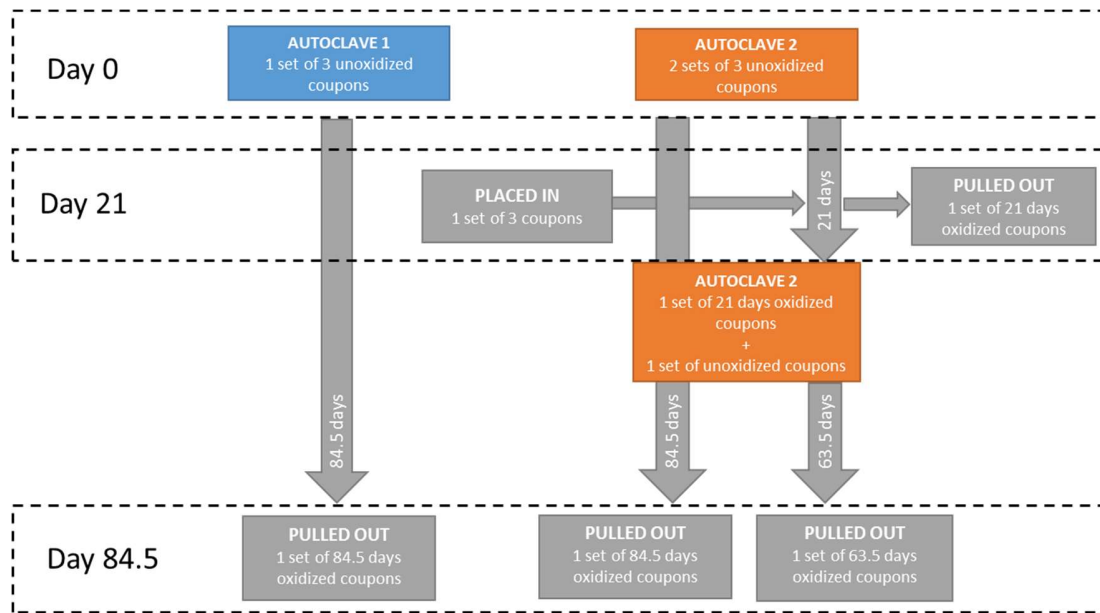 Day 0
AUTOCLAVE 1
1 set of 3 unoxidized
coupons
AUTOCLAVE 2
2 sets of 3 unoxidized
coupons
Day 21
PLACED IN
1 set of 3 coupons
21 days
PULLED OUT
1 set of 21 days
oxidized coupons
AUTOCLAVE 2
1 set of 21 days oxidized
coupons
+
1 set of unoxidized coupons
84.5 days
84.5 days
63.5 days
Day 84.5
PULLED OUT
1 set of 84.5 days
oxidized coupons
PULLED OUT
1 set of 84.5 days
oxidized coupons
PULLED OUT
1 set of 63.5 days
oxidized coupons